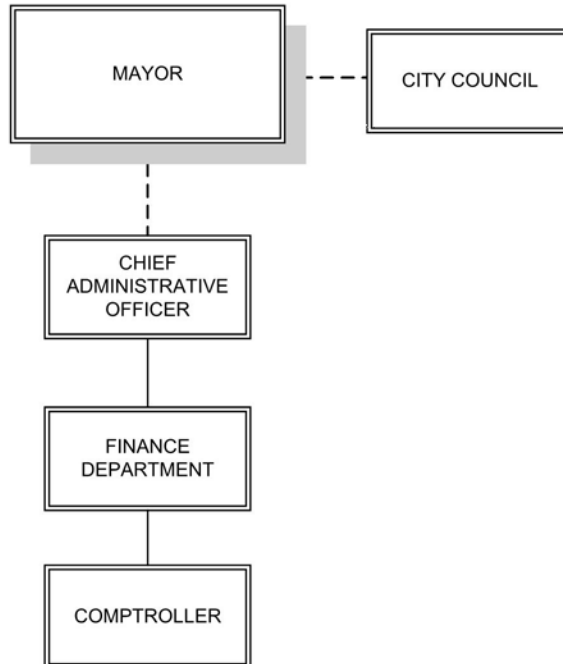 MAYOR
CITY COUNCIL
CHIEF
ADMINISTRATIVE
OFFICER
FINANCE
DEPARTMENT
COMPTROLLER